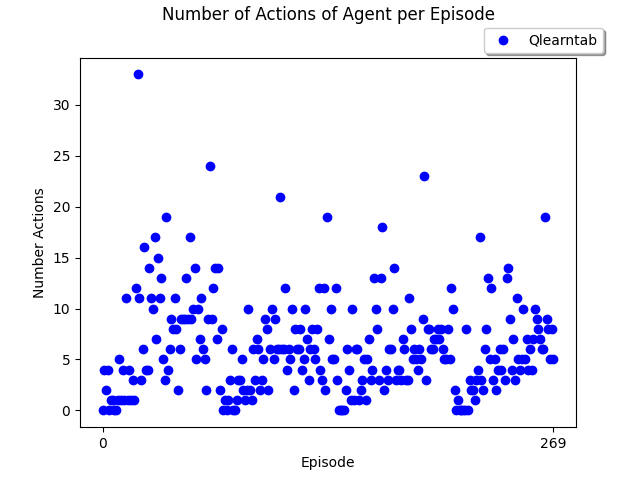 Number of Actions of Agent per Episode
Qlearntab
30
25
20
15
10
5
0
Number Actions
0
269
Episode